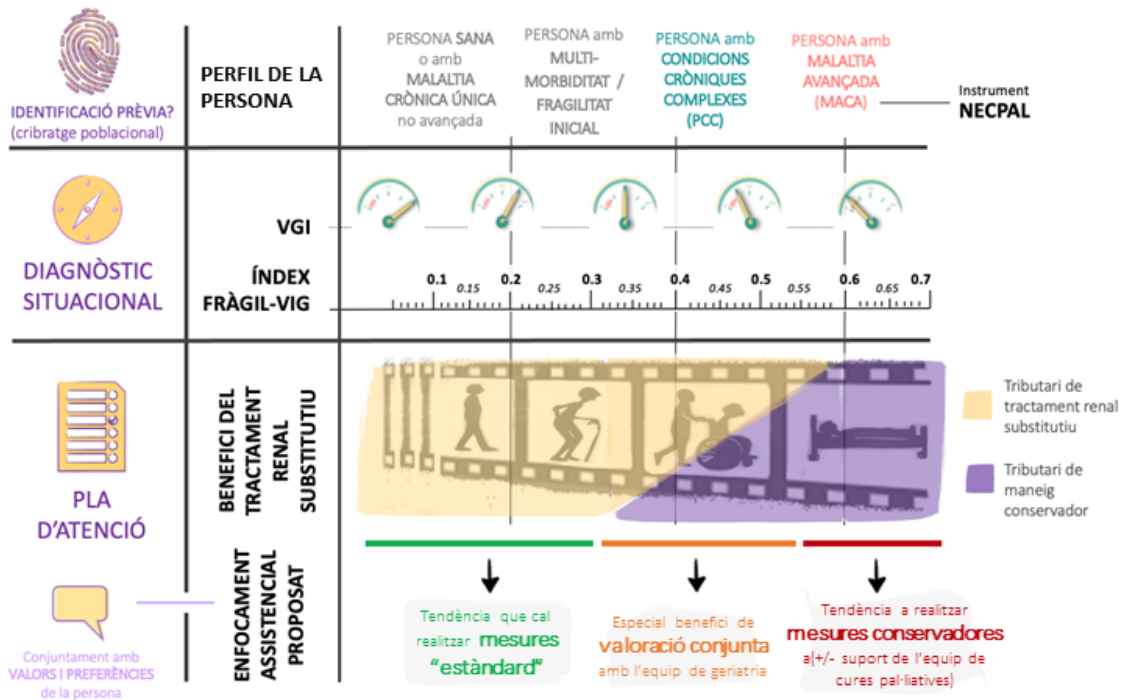 IDENTIFICACIÓ PRÈVIA?
(cribratge poblacional)
PERFIL DE LA
PERSONA
PERSONA SANA
o amb
MALALTIA
CRÒNICA ÚNICA
no avançada
PERSONA amb
MULTI-
MORBIDITAT /
FRAGILITAT
INICIAL
PERSONA amb
CONDICIONS
CRÒNIQUES
COMPLEXES
(PCC)
PERSONA amb
MALALTIA
AVANÇADA
(MACA)
Instrument
NECPAL
DIAGNÒSTIC
SITUACIONAL
VGI
ÍNDEX
FRÀGIL-VIG
0.1 0.15 0.2 0.25 0.3 0.35 0.4 0.45 0.5 0.55 0.6 0.65 0.7
PLA
D'ATENCIÓ
BENEFICI DEL
TRACTAMENT
RENAL
SUBSTITUTIU
Tributari de
tractament renal
substitutiu
Tributari de
maneig
conservador
Conjuntament amb
VALORS I PREFERÈNCIES
de la persona
ENFOCAMENT
ASSISTENCIAL
PROPOSAT
Tendència que cal
realitzar mesures
"estàndard"
Especial benefici de
valoració conjunta
amb l'equip de geriatria
Tendència a realitzar
mesures conservadores
a(+/- suport de l'equip de
cures pal·liatives)